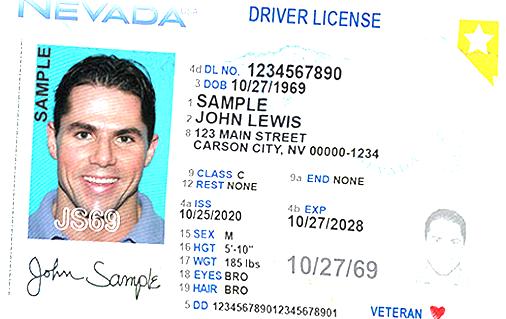 NEVADA USA
DRIVER LICENSE
SAMPLE
4d DL NO. 1234567890
3 DOB 10/27/1969
1 SAMPLE
2 JOHN LEWIS
8 123 MAIN STREET
CARSON CITY, NV 00000-1234
9 CLASS C 9a END NONE
12 REST NONE
4a ISS 4b EXP
10/25/2020 10/27/2028
JS69
15 SEX M
16 HGT 5'-10"
17 WGT 185 lbs 10/27/69
18 EYES BRO
19 HAIR BRO
John Sample
5 DD 123456789012345678901
VETERAN